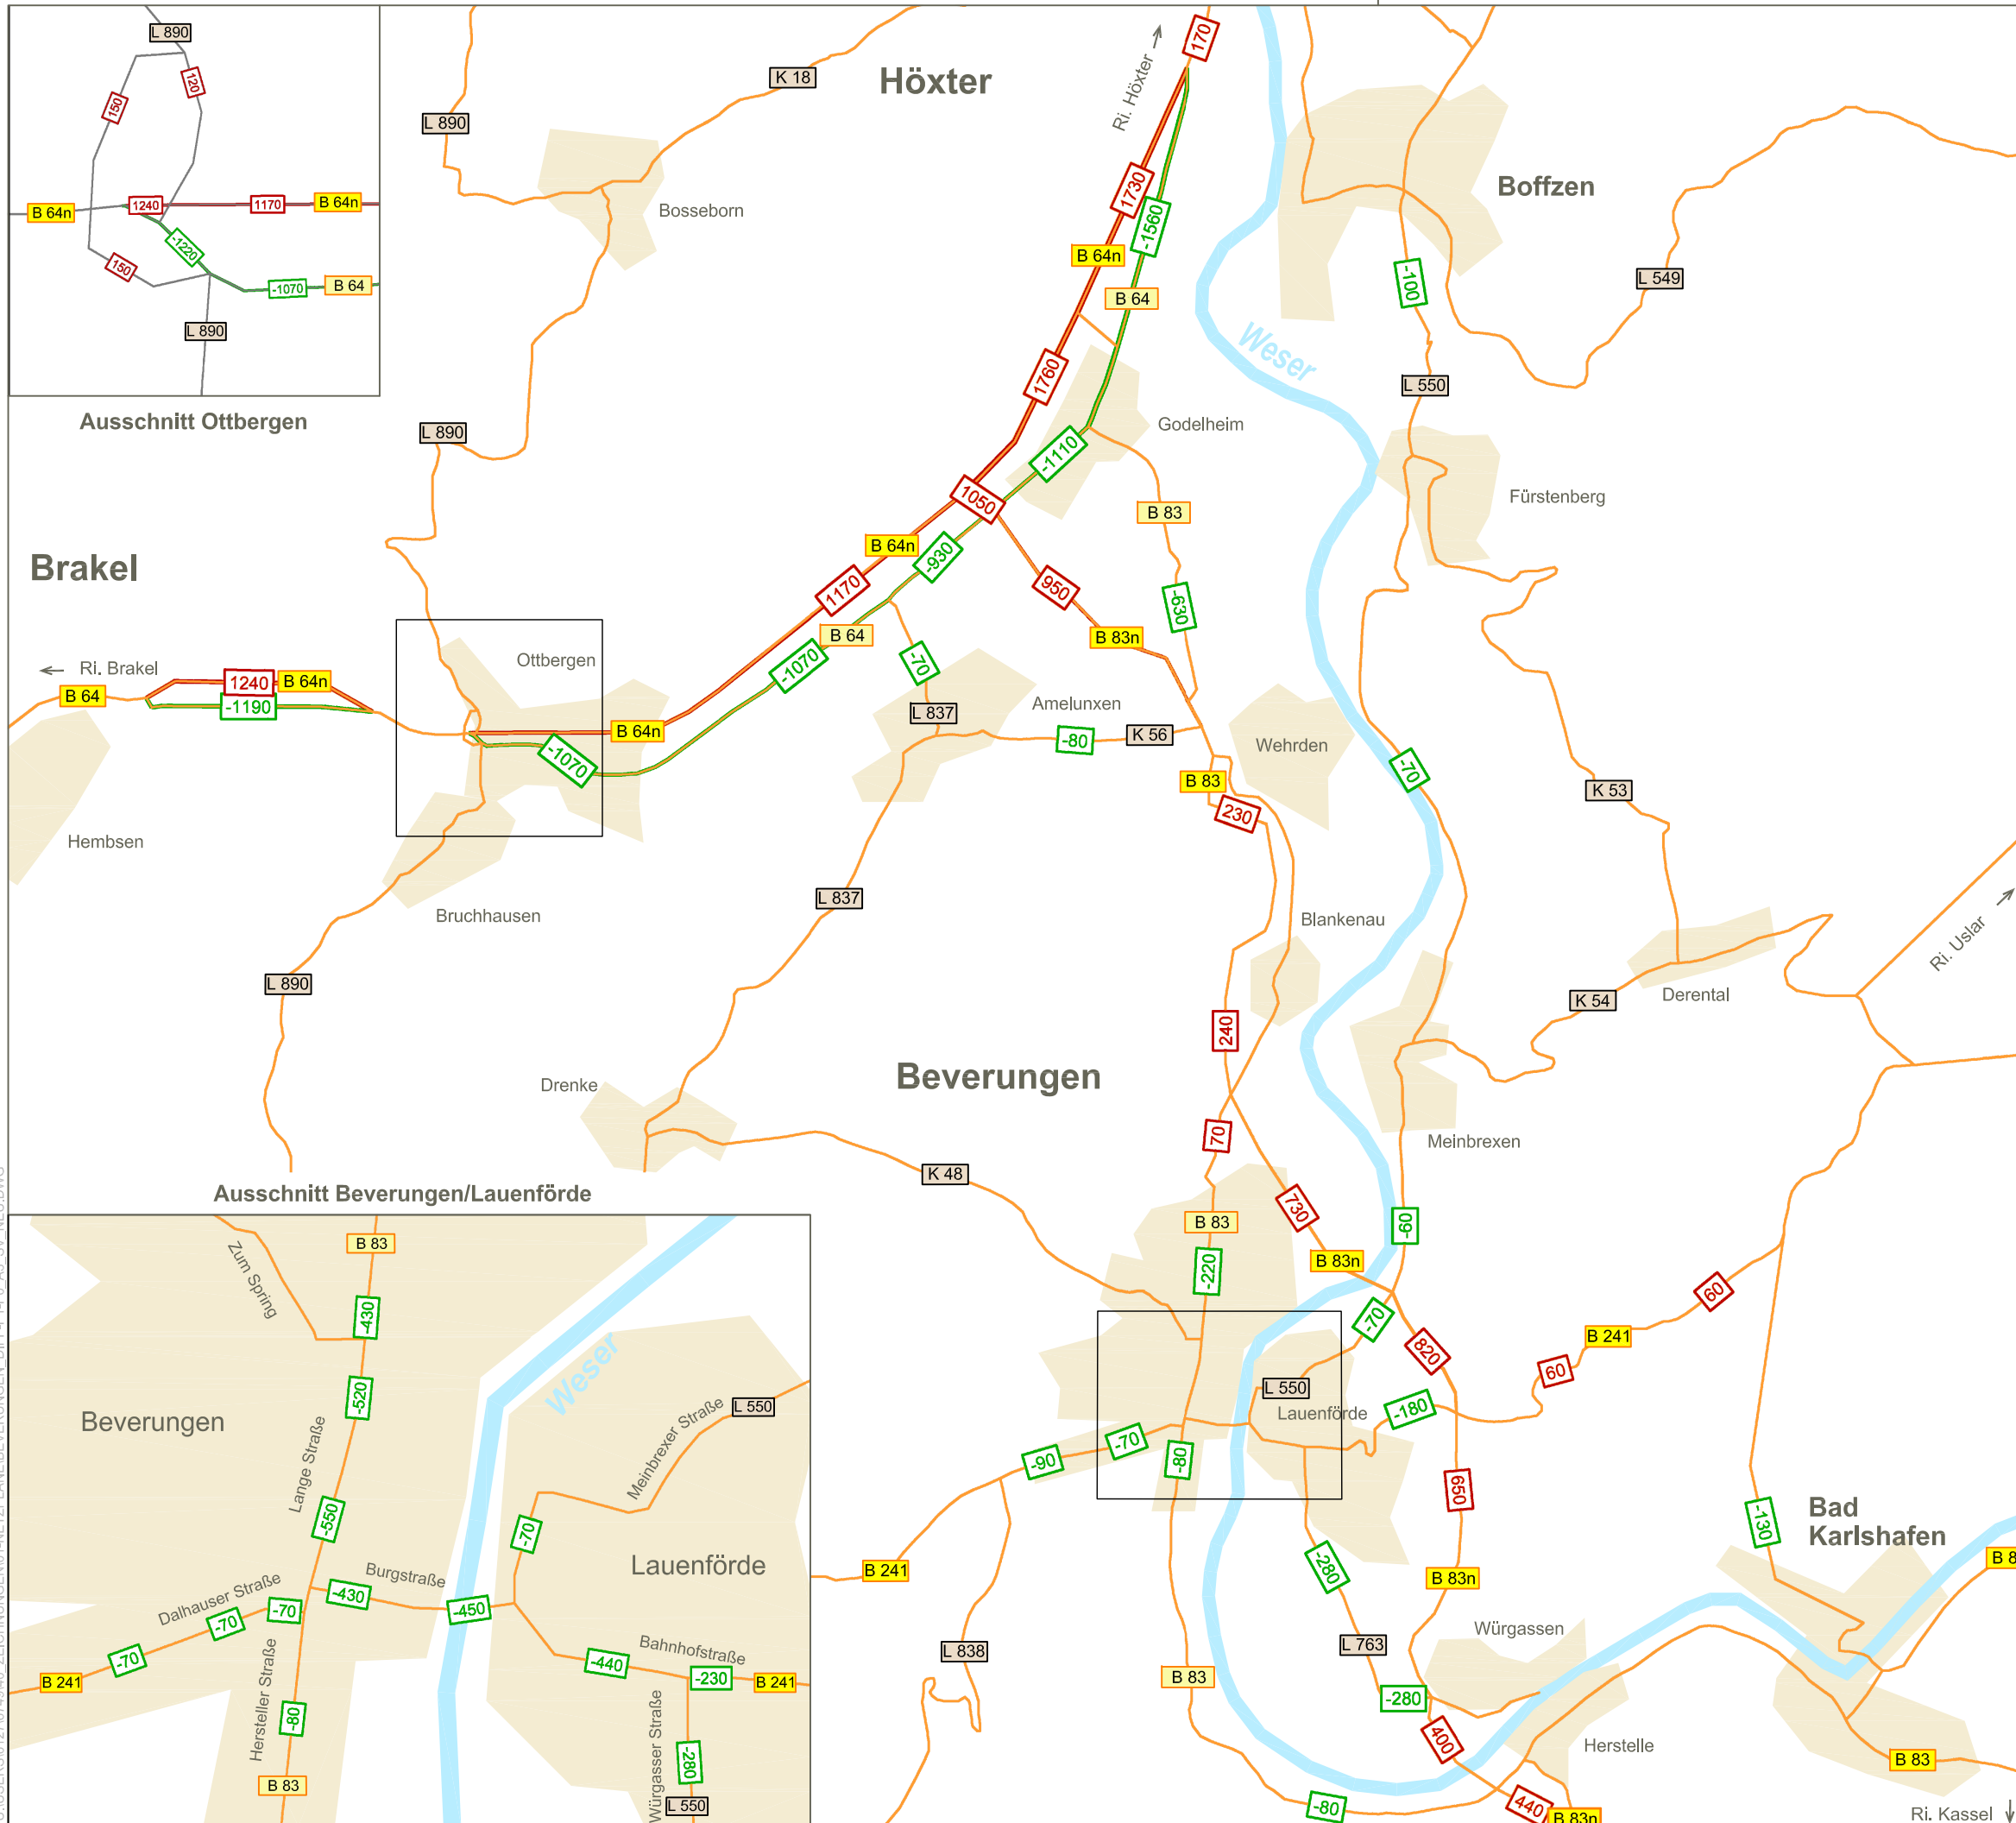 L 890
120
150
B 64n
1240
1170
B 64n
-1220
150
-1070
B 64
L 890
Ausschnitt Ottbergen
K 18
L 890
Höxter
Ri. Höxter
170
Bosseborn
Boffzen
1730
-1560
B 64n
B 64
-100
L 549
Weser
1760
L 550
L 890
Godelheim
-1110
Fürstenberg
1050
B 83
B 64n
-930
Brakel
1170
950
-630
B 64
B 83n
Ottbergen
-1070
-70
Ri. Brakel
B 64
1240
B 64n
-1190
Amelunxen
L 837
B 64n
-1070
-80
K 56
Wehrden
-70
B 83
K 53
230
Hembsen
L 837
Bruchhausen
Blankenau
Ri. Uslar
L 890
K 54
Derental
240
Beverungen
Drenke
70
Meinbrexen
K 48
730
B 83
-60
B 83n
-220
60
-70
820
B 241
60
L 550
Lauenförde
-180
-70
-90
-80
650
-130
Bad
Karlshafen
B 8
B 241
-280
B 83n
Würgassen
L 838
L 763
B 83
-280
400
Herstelle
B 83
-80
440
B 83n
Ri. Kassel
Ausschnitt Beverungen/Lauenförde
Zum Spring
B 83
-430
Weser
-520
Beverungen
Lange Straße
Meinbrexer Straße
L 550
-550
-70
Lauenförde
Burgstraße
Dalhauser Straße
-430
-70
-450
-70
-70
Bahnhofstraße
-440
-230
B 241
B 241
Hersteller Straße
-80
Würgasser Straße
-280
B 83
L 550